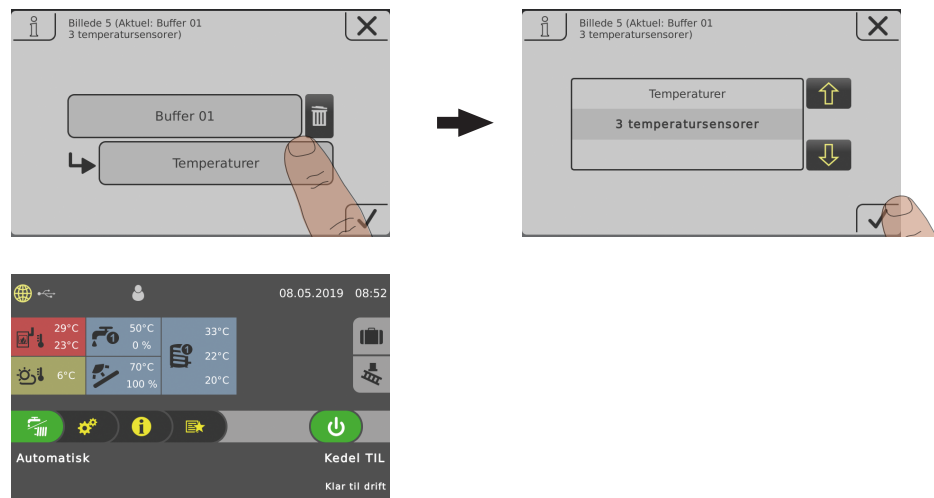 Billede 5 (Aktuel: Buffer 01
3 temperatursensorer)
Buffer 01
Temperaturer
Billede 5 (Aktuel: Buffer 01
3 temperatursensorer)
Temperaturer
3 temperatursensorer
08.05.2019 08:52
29°C
23°C
1
50°C
0 %
1
33°C
22°C
20°C
6°C
70°C
100 %
Automatisk
Kedel TIL
Klar til drift